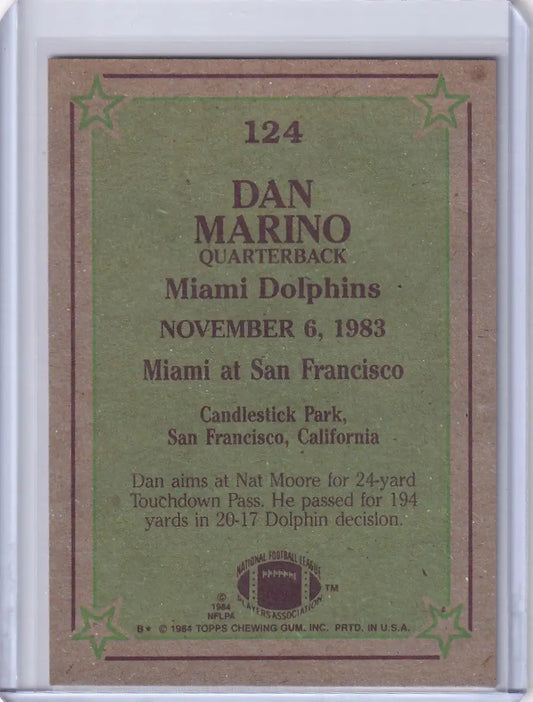 124
DAN
MARINO
QUARTERBACK
Miami Dolphins
NOVEMBER 6, 1983
Miami at San Francisco
Candlestick Park,
San Francisco, California
Dan aims at Nat Moore for 24-yard
Touchdown Pass. He passed for 194
yards in 20-17 Dolphin decision.
NATIONAL FOOTBALL LEAGUE
PLAYERS ASSOCIATION
TM
©
1984
NFLPA
B* © 1984 TOPPS CHEWING GUM, INC. PRTD. IN U.S.A.